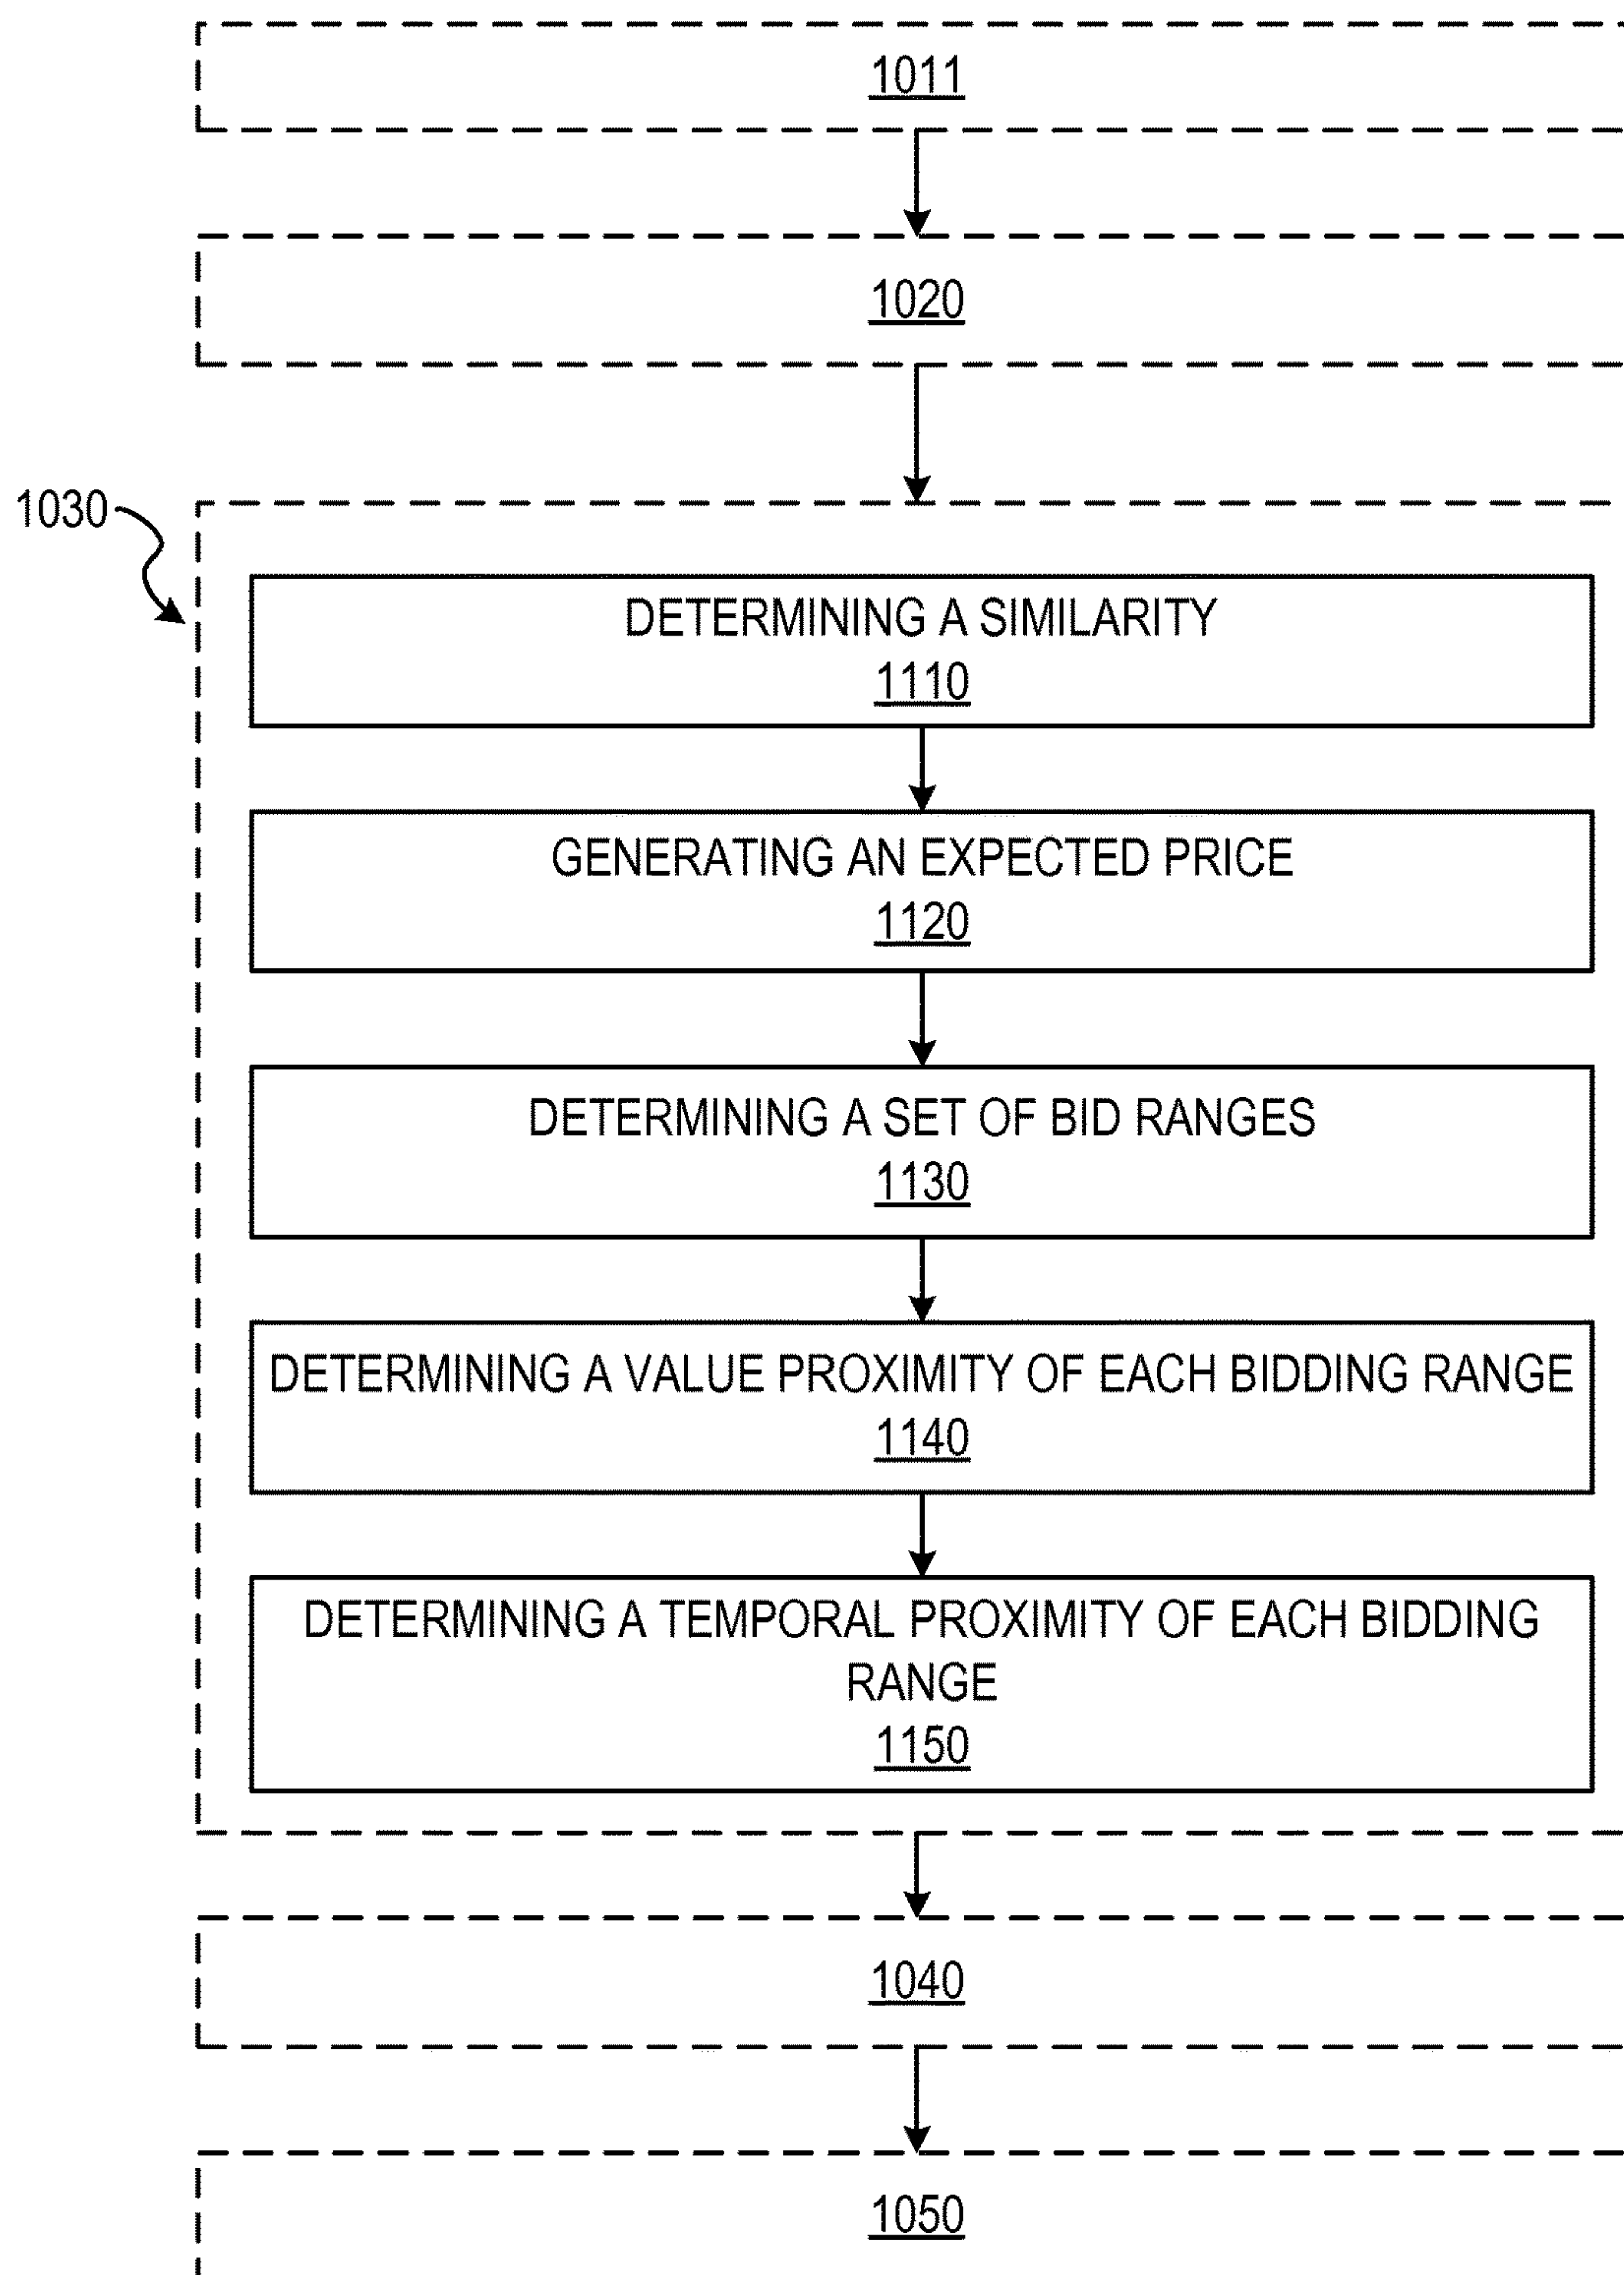 1011
1020
1030
DETERMINING A SIMILARITY
1110
GENERATING AN EXPECTED PRICE
1120
DETERMINING A SET OF BID RANGES
1130
DETERMINING A VALUE PROXIMITY OF EACH BIDDING RANGE
1140
DETERMINING A TEMPORAL PROXIMITY OF EACH BIDDING
RANGE
1150
1040
1050